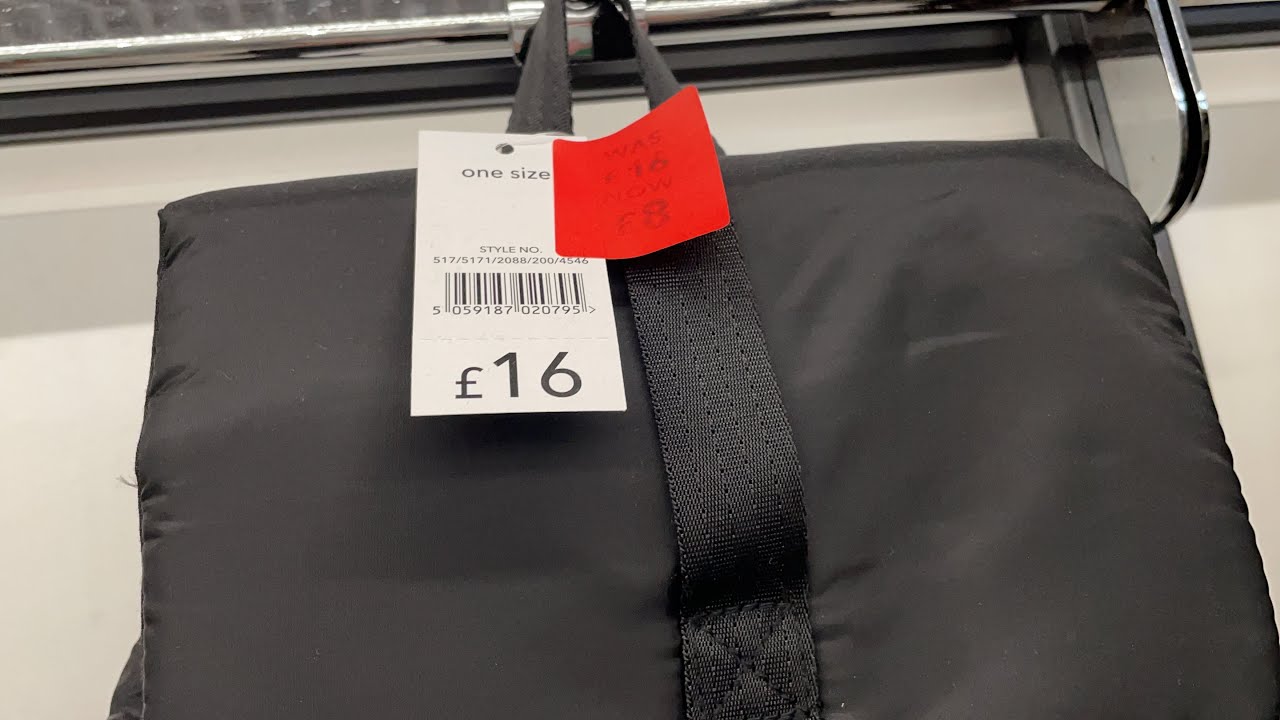 one size
WAS
£16
NOW
£8
STYLE NO.
517/5171/2088/200/4546
5 059187 020795 >
£16